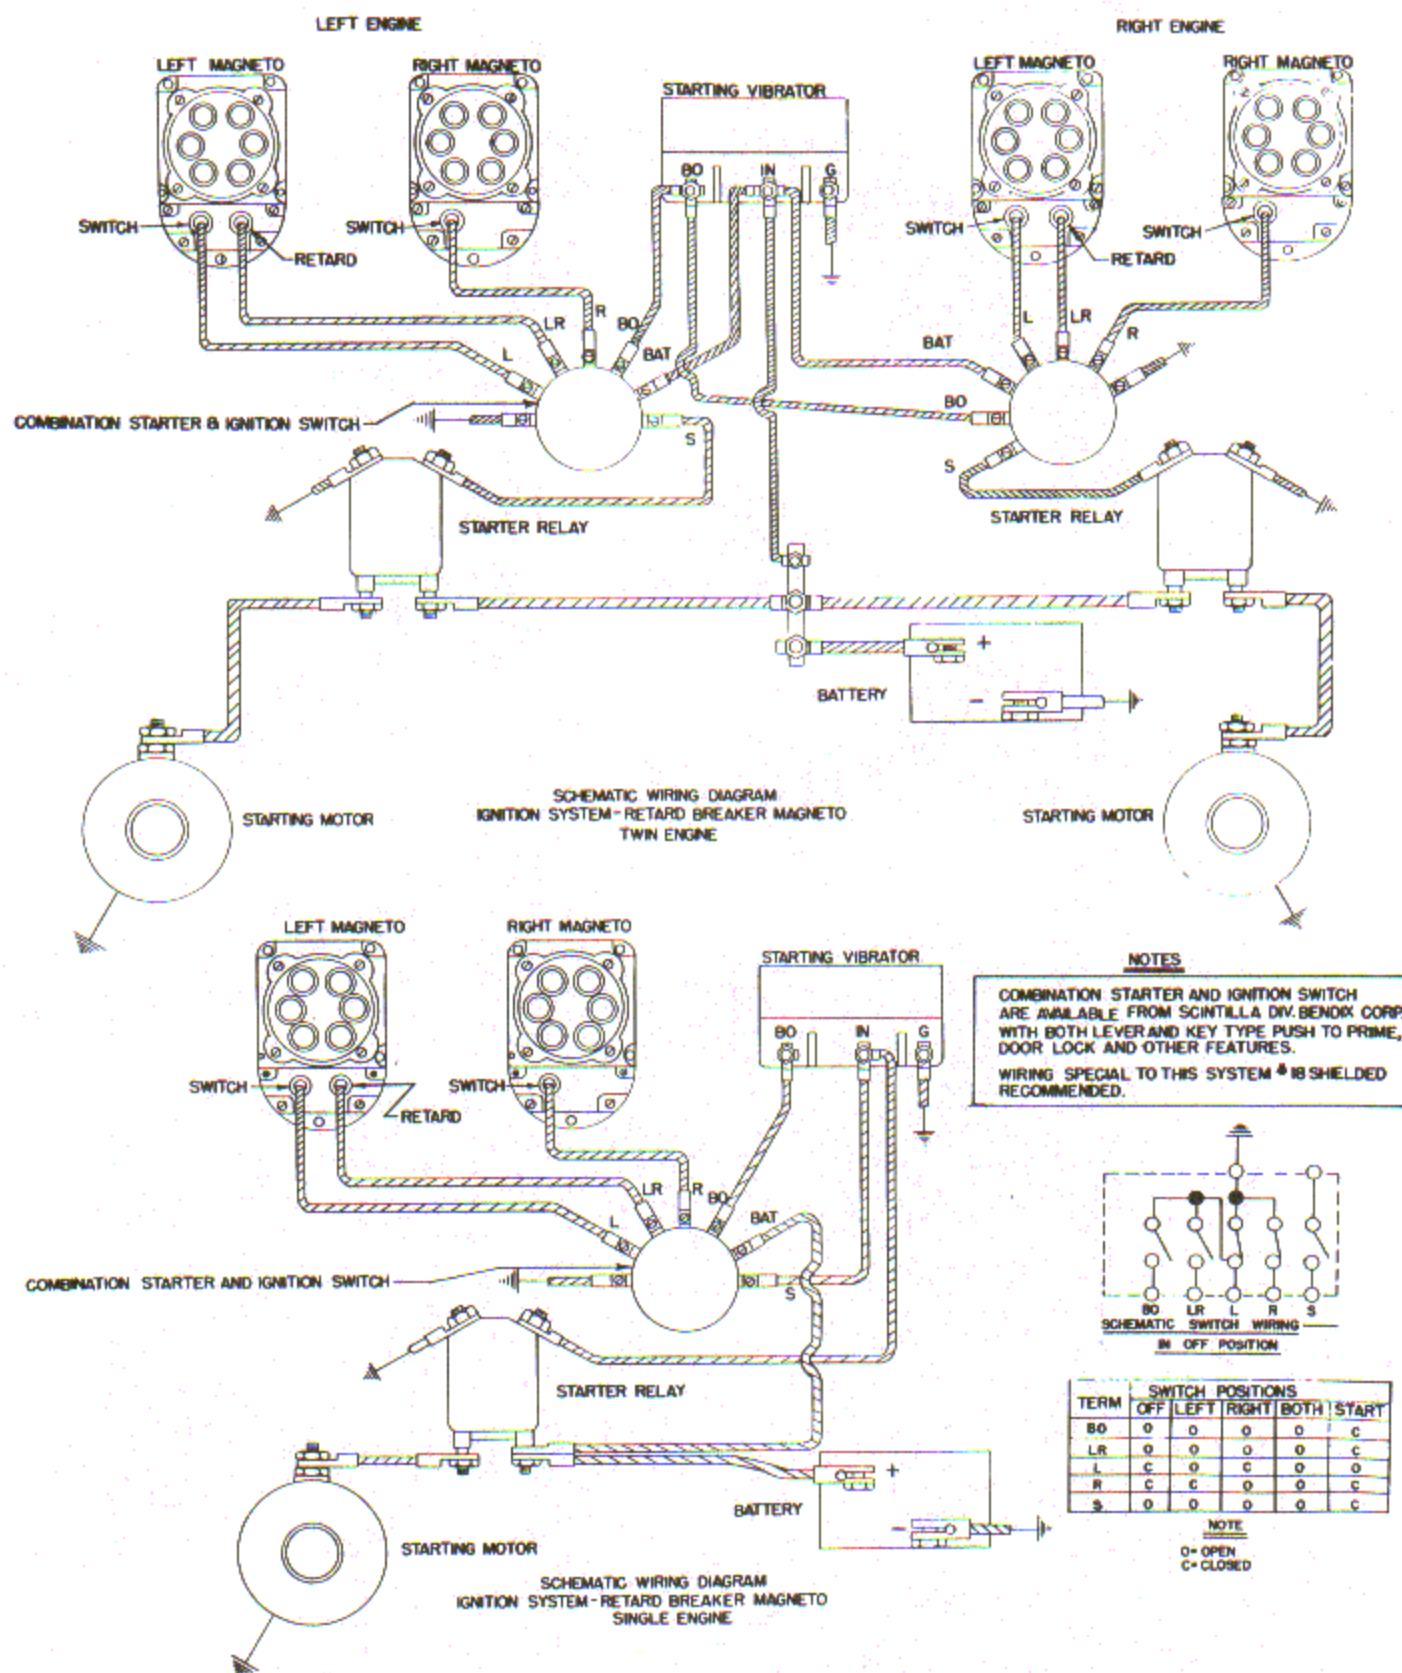 LEFT ENGINE
RIGHT ENGINE
LEFT MAGNETO
RIGHT MAGNETO
STARTING VIBRATOR
LEFT MAGNETO
RIGHT MAGNETO
BO IN G
SWITCH
RETARD
SWITCH
SWITCH
RETARD
SWITCH
L
LR
R
BO
BAT
BAT
BO
L
LR
R
COMBINATION STARTER & IGNITION SWITCH
S
S
STARTER RELAY
STARTER RELAY
+
BATTERY
-
STARTING MOTOR
STARTING MOTOR
SCHEMATIC WIRING DIAGRAM
IGNITION SYSTEM-RETARD BREAKER MAGNETO
TWIN ENGINE
LEFT MAGNETO
RIGHT MAGNETO
STARTING VIBRATOR
BO IN G
SWITCH
RETARD
SWITCH
L
LR
R
BO
BAT
COMBINATION STARTER AND IGNITION SWITCH
S
STARTER RELAY
+
BATTERY
-
STARTING MOTOR
SCHEMATIC WIRING DIAGRAM
IGNITION SYSTEM-RETARD BREAKER MAGNETO
SINGLE ENGINE
NOTES
COMBINATION STARTER AND IGNITION SWITCH
ARE AVAILABLE FROM SCINTILLA DIV. BENDIX CORP.
WITH BOTH LEVER AND KEY TYPE PUSH TO PRIME,
DOOR LOCK AND OTHER FEATURES.
WIRING SPECIAL TO THIS SYSTEM # 18 SHIELDED
RECOMMENDED.
BO LR L R S
SCHEMATIC SWITCH WIRING
IN OFF POSITION
TERM SWITCH POSITIONS
OFF LEFT RIGHT BOTH START
BO O O O O C
LR O O O O C
L C O C O O
R C C O O C
S O O O O C
NOTE
O= OPEN
C= CLOSED